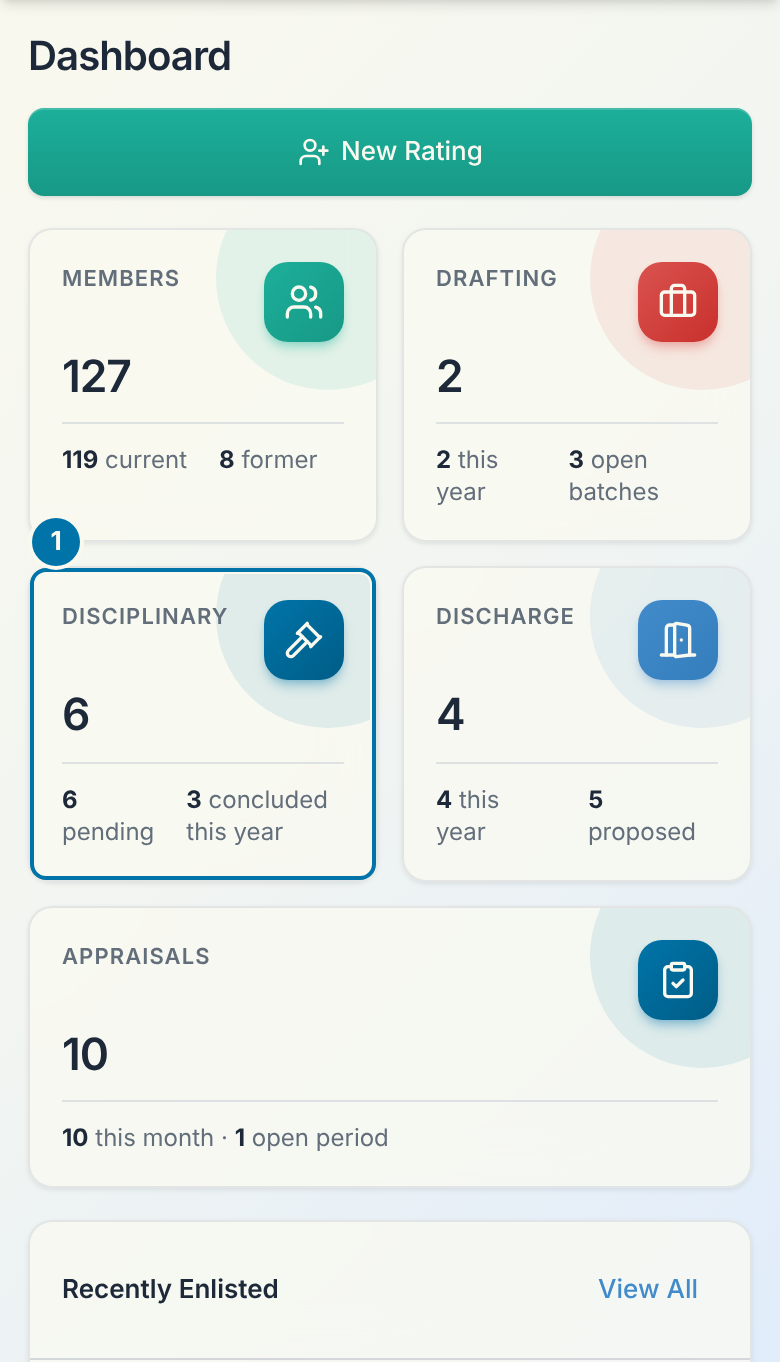 Dashboard
New Rating
MEMBERS
127
119 current 8 former
DRAFTING
2
2 this year
3 open batches
1
DISCIPLINARY
6
6 pending
3 concluded this year
DISCHARGE
4
4 this year
5 proposed
APPRAISALS
10
10 this month · 1 open period
Recently Enlisted View All